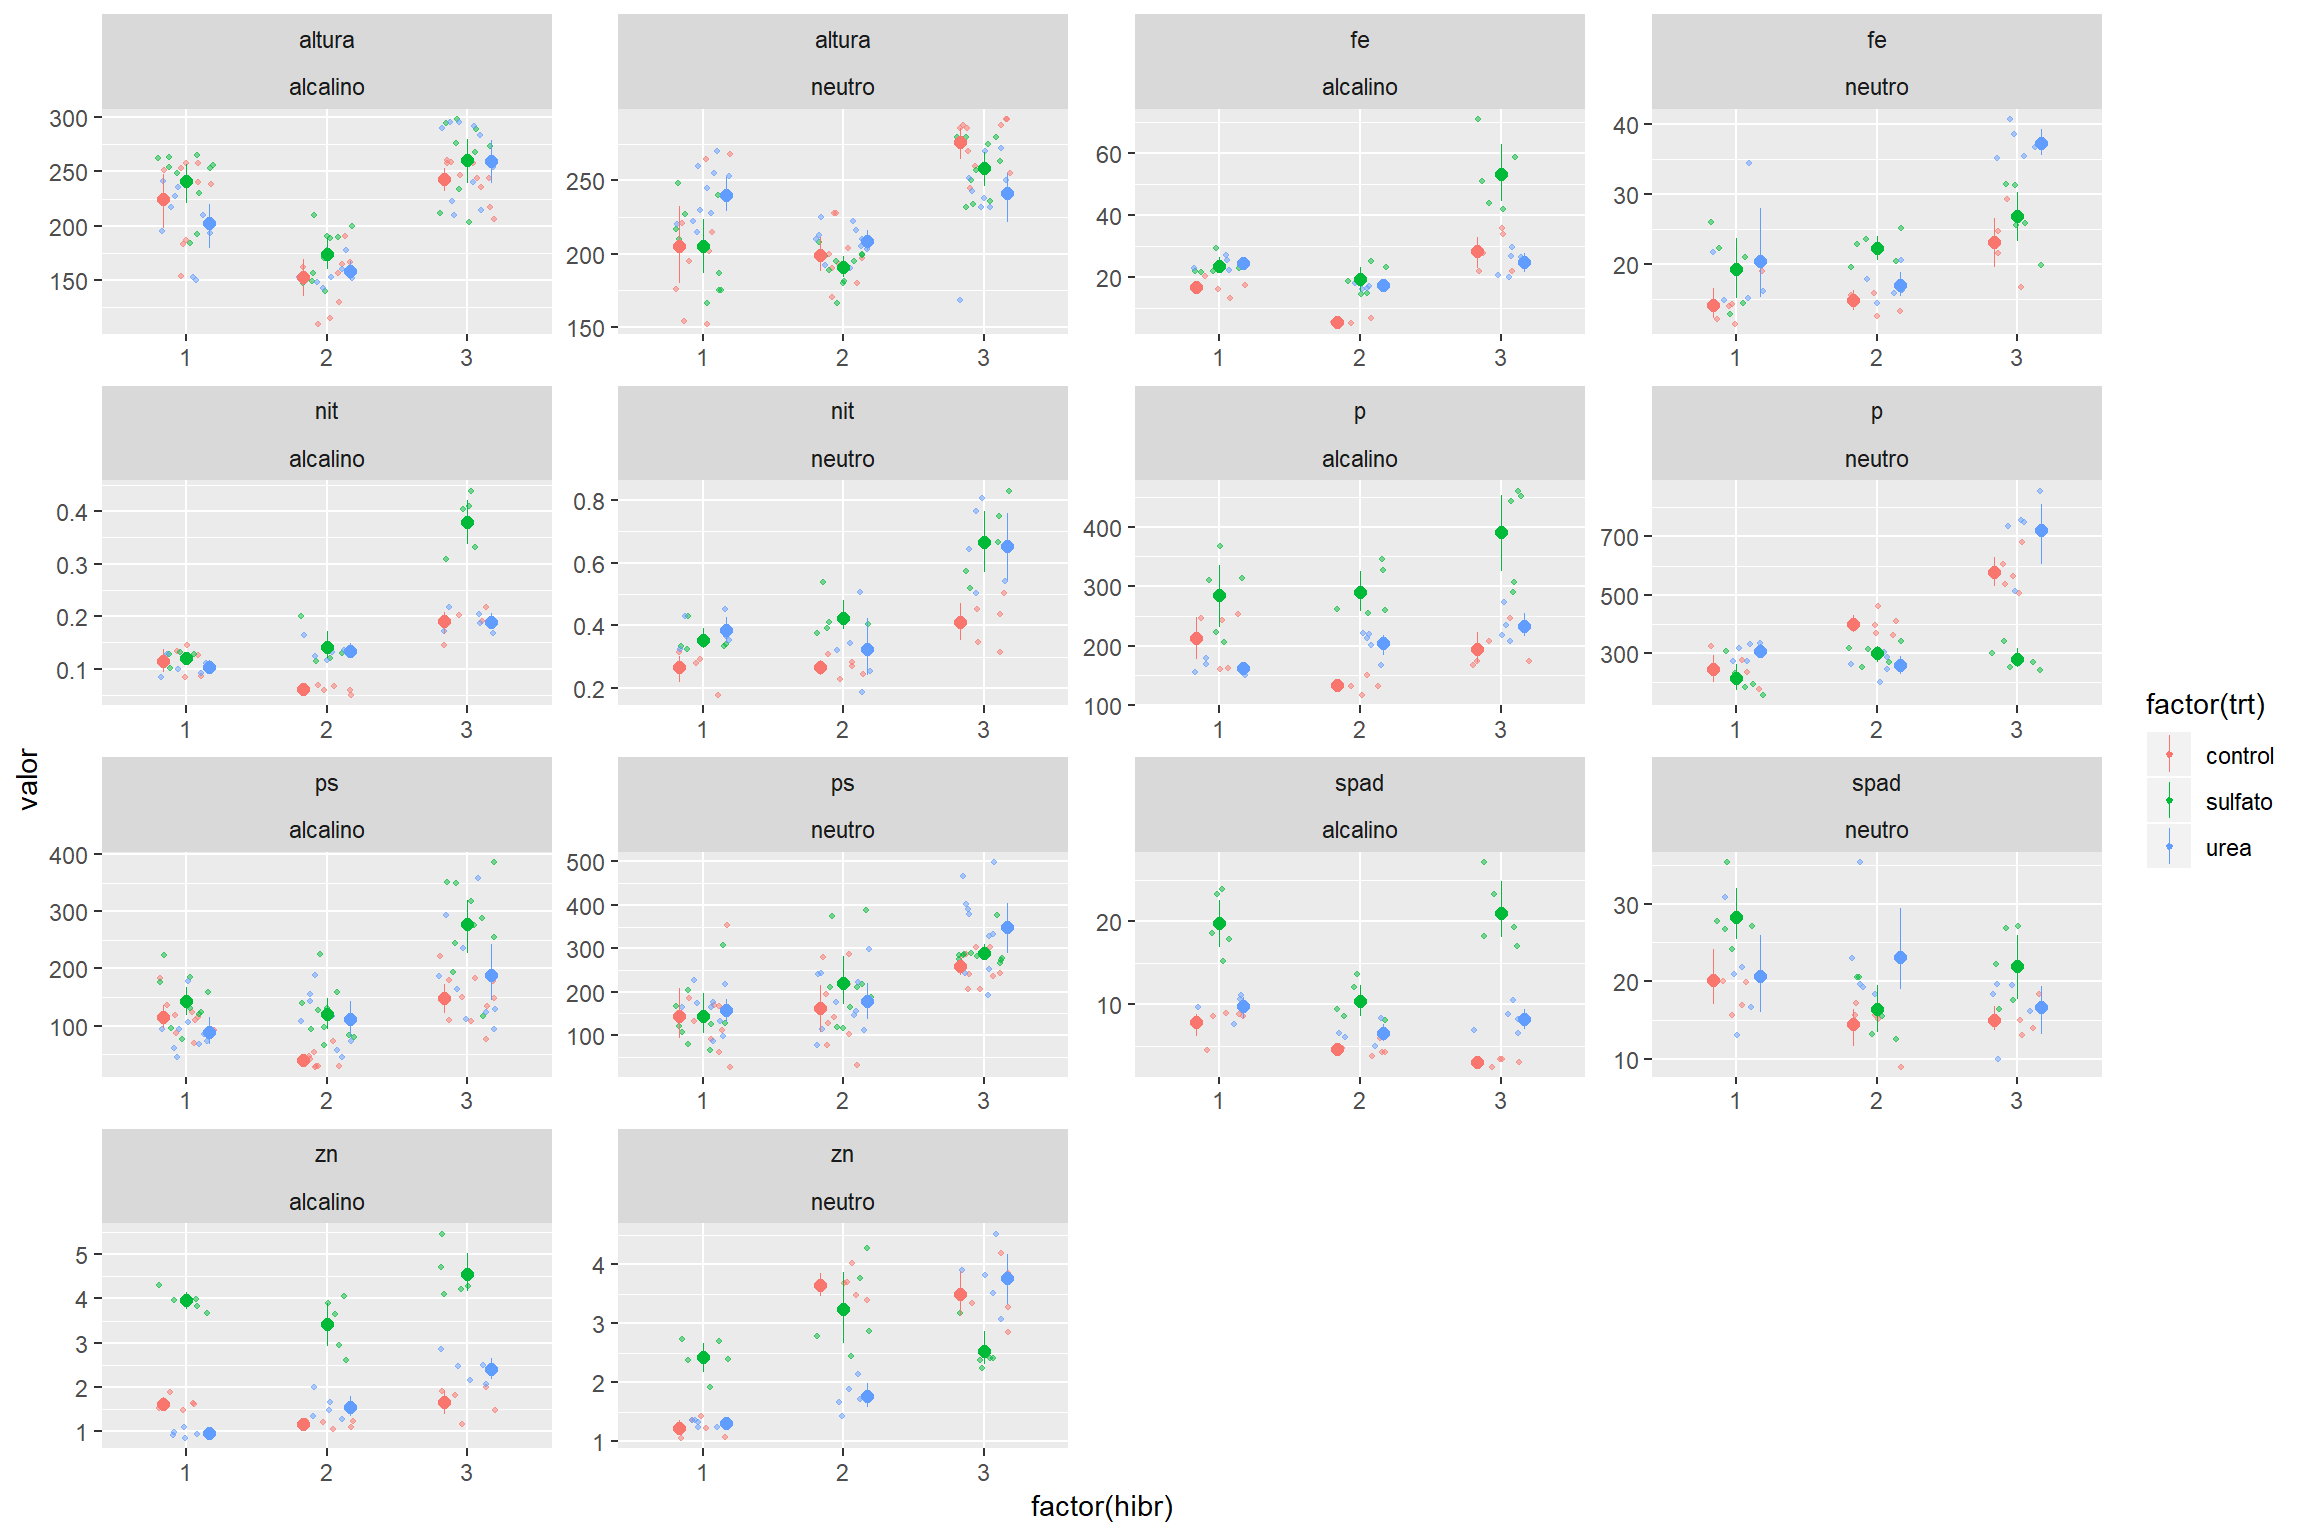 altura
alcalino
altura
neutro
fe
alcalino
fe
neutro
300
250
200
150
250
200
150
60
40
20
40
30
20
1 2 3
1 2 3
1 2 3
1 2 3
nit
alcalino
nit
neutro
p
alcalino
p
neutro
0.4
0.3
0.2
0.1
0.8
0.6
0.4
0.2
400
300
200
100
700
500
300
1 2 3
1 2 3
1 2 3
1 2 3
ps
alcalino
ps
neutro
spad
alcalino
spad
neutro
400
300
200
100
500
400
300
200
100
20
10
30
20
10
1 2 3
1 2 3
1 2 3
1 2 3
zn
alcalino
zn
neutro
5
4
3
2
1
4
3
2
1
1 2 3
1 2 3
valor
factor(hibr)
factor(trt)
control
sulfato
urea